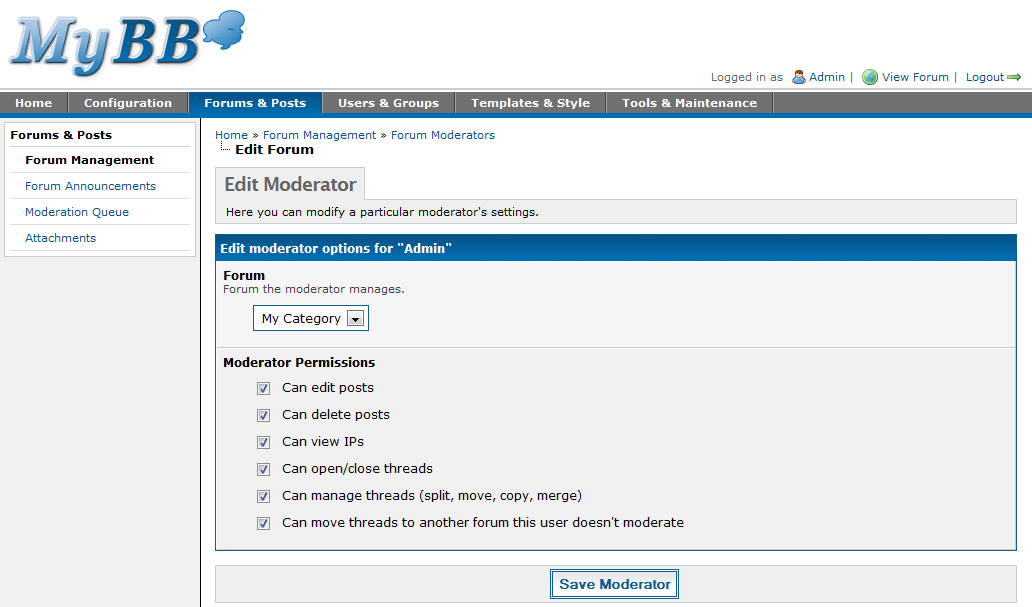 MyBB
Logged in as Admin | View Forum | Logout
Home Configuration Forums & Posts Users & Groups Templates & Style Tools & Maintenance
Forums & Posts
Forum Management
Forum Announcements
Moderation Queue
Attachments
Home » Forum Management » Forum Moderators
Edit Forum
Edit Moderator
Here you can modify a particular moderator's settings.
Edit moderator options for "Admin"
Forum
Forum the moderator manages.
My Category
Moderator Permissions
Can edit posts
Can delete posts
Can view IPs
Can open/close threads
Can manage threads (split, move, copy, merge)
Can move threads to another forum this user doesn't moderate
Save Moderator